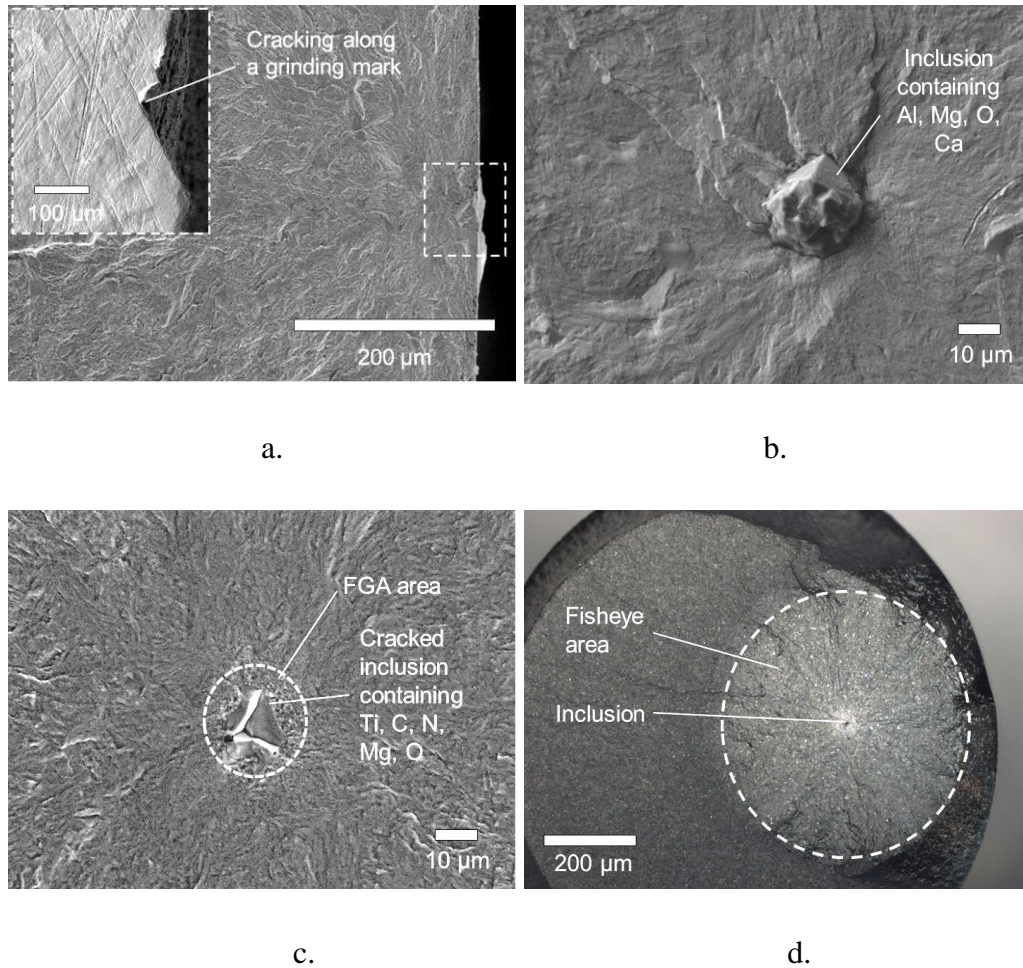 Cracking along
a grinding mark
100 μm
200 μm
Inclusion
containing
Al, Mg, O,
Ca
10 μm
a.
b.
FGA area
Cracked
inclusion
containing
Ti, C, N,
Mg, O
10 μm
Fisheye
area
Inclusion
200 μm
c.
d.